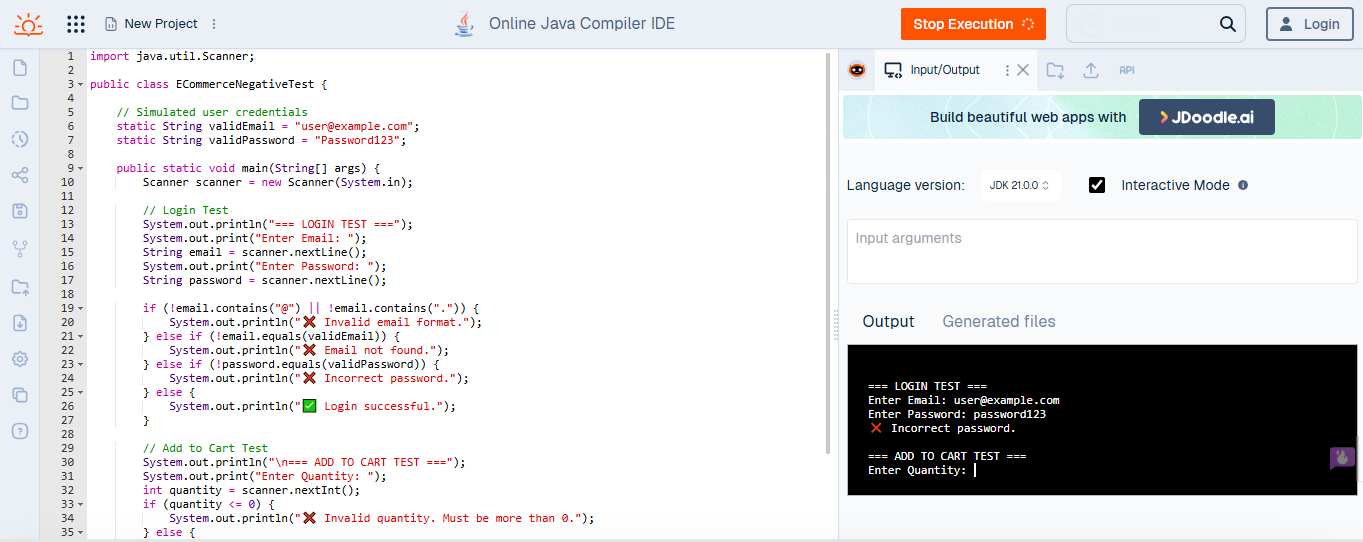 New Project
Online Java Compiler IDE
Stop Execution
Login
1 import java.util.Scanner;
2
3 public class ECommerceNegativeTest {
4
5 // Simulated user credentials
6 static String validEmail = "user@example.com";
7 static String validPassword = "Password123";
8
9 public static void main(String[] args) {
10 Scanner scanner = new Scanner(System.in);
11
12 // Login Test
13 System.out.println("=== LOGIN TEST ===");
14 System.out.print("Enter Email: ");
15 String email = scanner.nextLine();
16 System.out.print("Enter Password: ");
17 String password = scanner.nextLine();
18
19 if (!email.contains("@") || !email.contains(".")) {
20 System.out.println("❌ Invalid email format.");
21 } else if (!email.equals(validEmail)) {
22 System.out.println("❌ Email not found.");
23 } else if (!password.equals(validPassword)) {
24 System.out.println("❌ Incorrect password.");
25 } else {
26 System.out.println("✅ Login successful.");
27 }
28
29 // Add to Cart Test
30 System.out.println("\n=== ADD TO CART TEST ===");
31 System.out.print("Enter Quantity: ");
32 int quantity = scanner.nextInt();
33 if (quantity <= 0) {
34 System.out.println("❌ Invalid quantity. Must be more than 0.");
35 } else {
Input/Output
API
Build beautiful web apps with JDoodle.ai
Language version: JDK 21.0.0 Interactive Mode
Input arguments
Output Generated files
=== LOGIN TEST ===
Enter Email: user@example.com
Enter Password: password123
❌ Incorrect password.
=== ADD TO CART TEST ===
Enter Quantity: